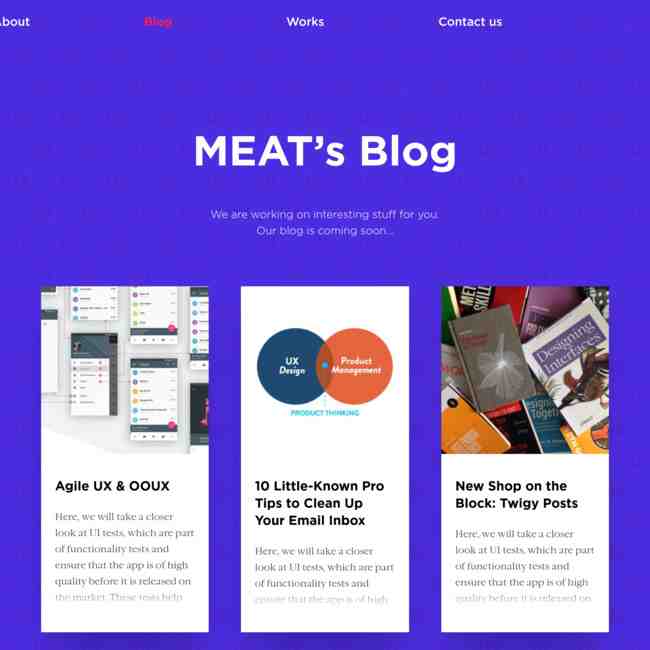 About
Blog
Works
Contact us
MEAT’s Blog
We are working on interesting stuff for you.
Our blog is coming soon...
UX
Design
Product
Management
PRODUCT THINKING
Designing
Interfaces
Agile UX & OOUX
Here, we will take a closer
look at UI tests, which are part
of functionality tests and
ensure that the app is of high
quality before it is released on
the market. These tests help
10 Little-Known Pro
Tips to Clean Up
Your Email Inbox
Here, we will take a closer
look at UI tests, which are part
of functionality tests and
ensure that the app is of high
New Shop on the
Block: Twigy Posts
Here, we will take a closer
look at UI tests, which are part
of functionality tests and
ensure that the app is of high
quality before it is released on